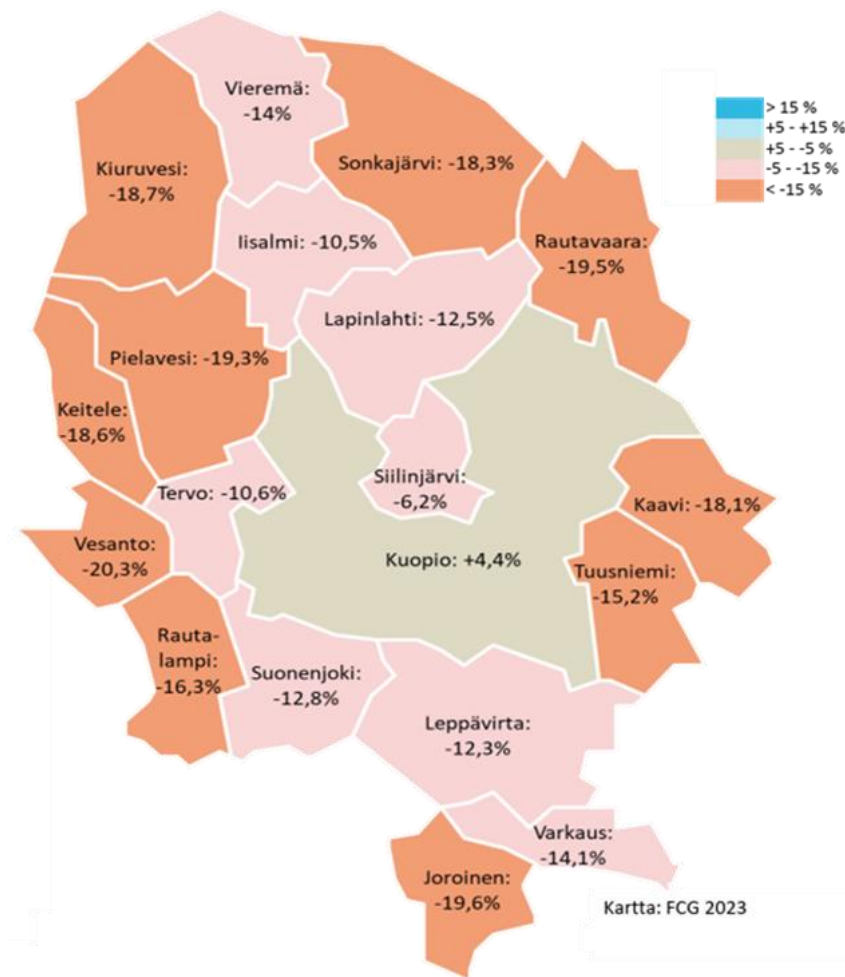 Vieremä:
-14%
> 15 %
+5 - +15 %
+5 - -5 %
-5 - -15 %
< -15 %
Kiuruvesi:
-18,7%
Sonkajärvi: -18,3%
Iisalmi: -10,5%
Rautavaara:
-19,5%
Lapinlahti: -12,5%
Pielavesi: -19,3%
Keitele:
-18,6%
Siilinjärvi:
-6,2%
Tervo: -10,6%
Kaavi: -18,1%
Vesanto:
-20,3%
Kuopio: +4,4%
Tuusniemi:
-15,2%
Rauta-
lampi:
-16,3%
Suonenjoki:
-12,8%
Leppävirta:
-12,3%
Varkaus:
-14,1%
Joroinen:
-19,6%
Kartta: FCG 2023